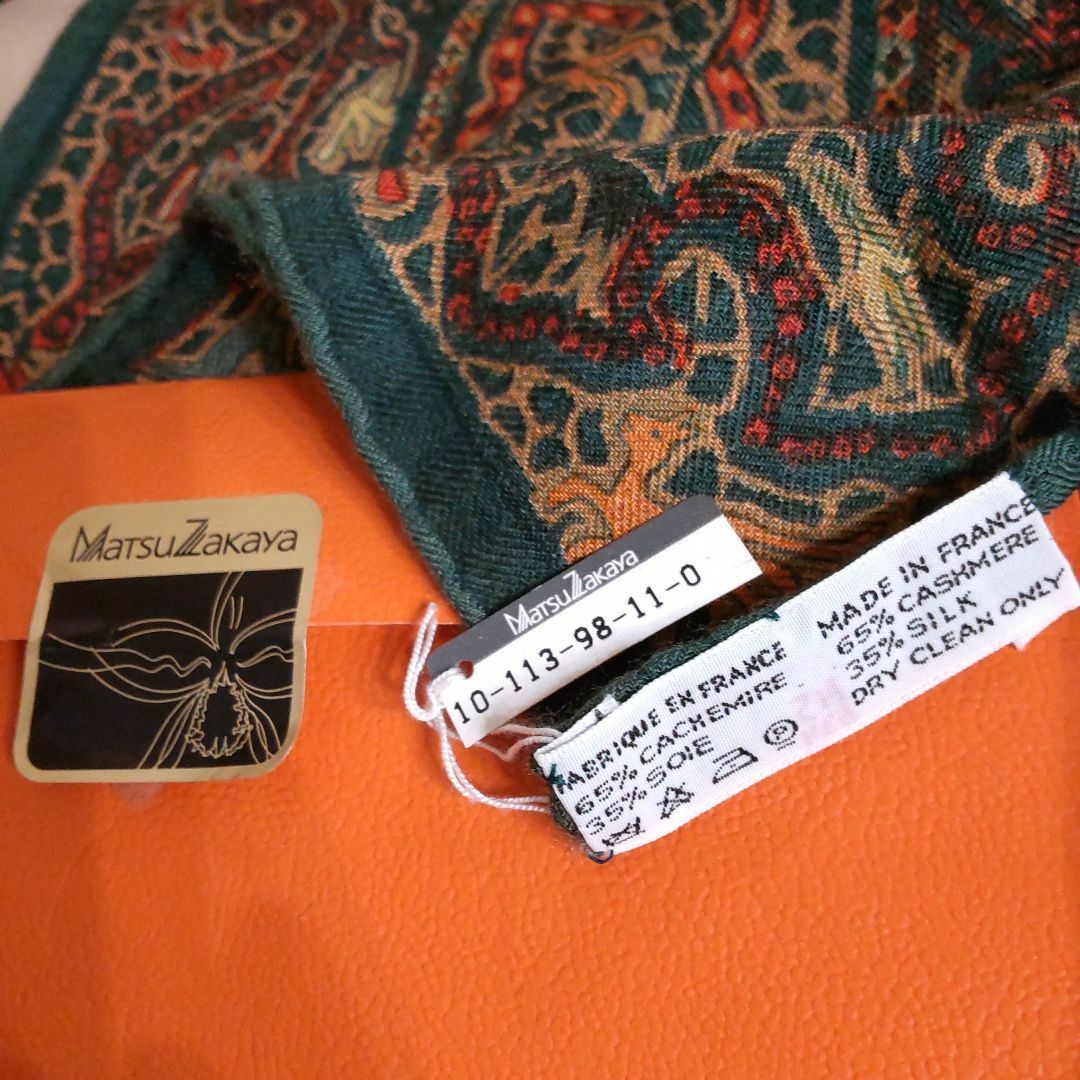 MatsuZakaya
MatsuZakaya
10-113-98-11-0
FABRIQUE EN FRANCE
65% CACHEMIRE
35% SOIE
MADE IN FRANCE
65% CASHMERE
35% SILK
DRY CLEAN ONLY